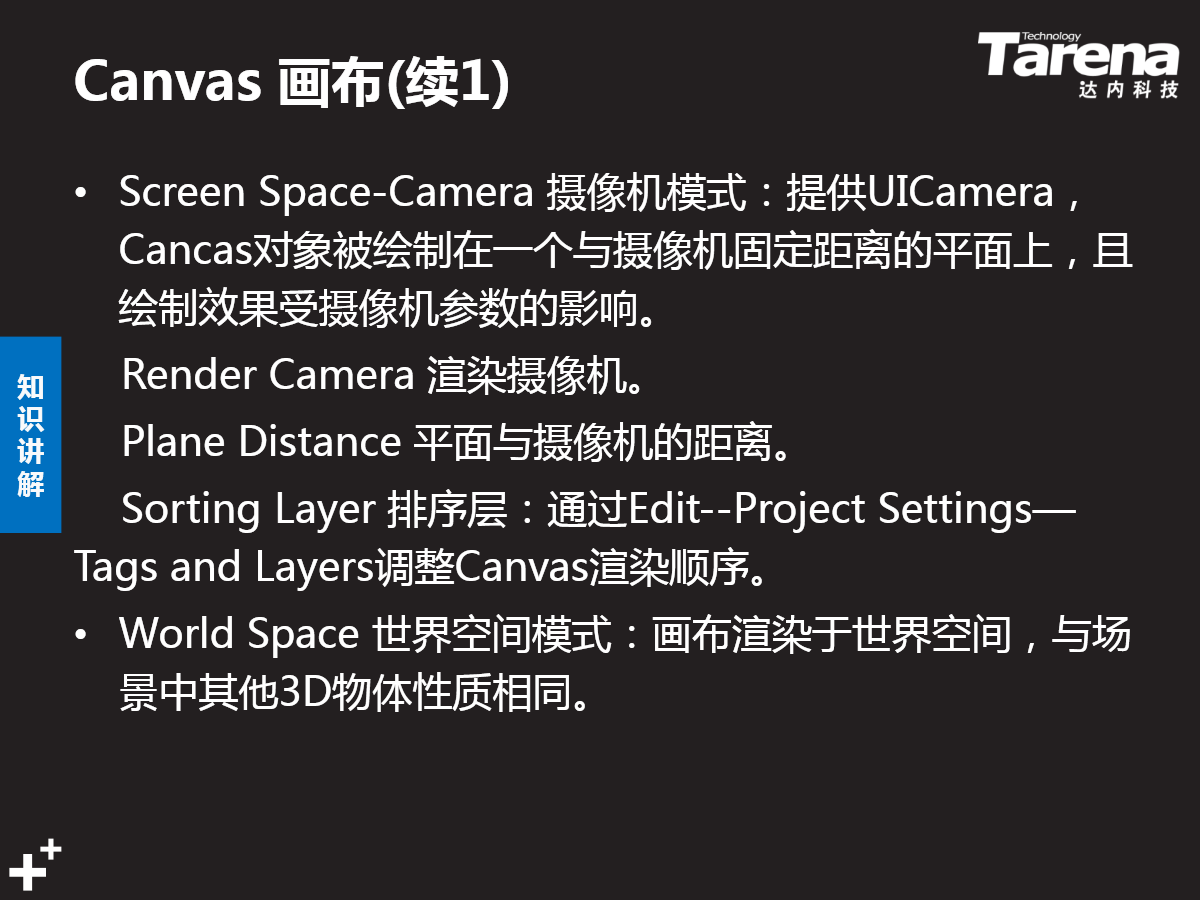 Canvas 画布(续1)
Technology
Tarena
达内科技
• Screen Space-Camera 摄像机模式：提供UICamera，
Cancas对象被绘制在一个与摄像机固定距离的平面上，且
绘制效果受摄像机参数的影响。
Render Camera 渲染摄像机。
Plane Distance 平面与摄像机的距离。
Sorting Layer 排序层：通过Edit--Project Settings—
Tags and Layers调整Canvas渲染顺序。
• World Space 世界空间模式：画布渲染于世界空间，与场
景中其他3D物体性质相同。
知识讲解